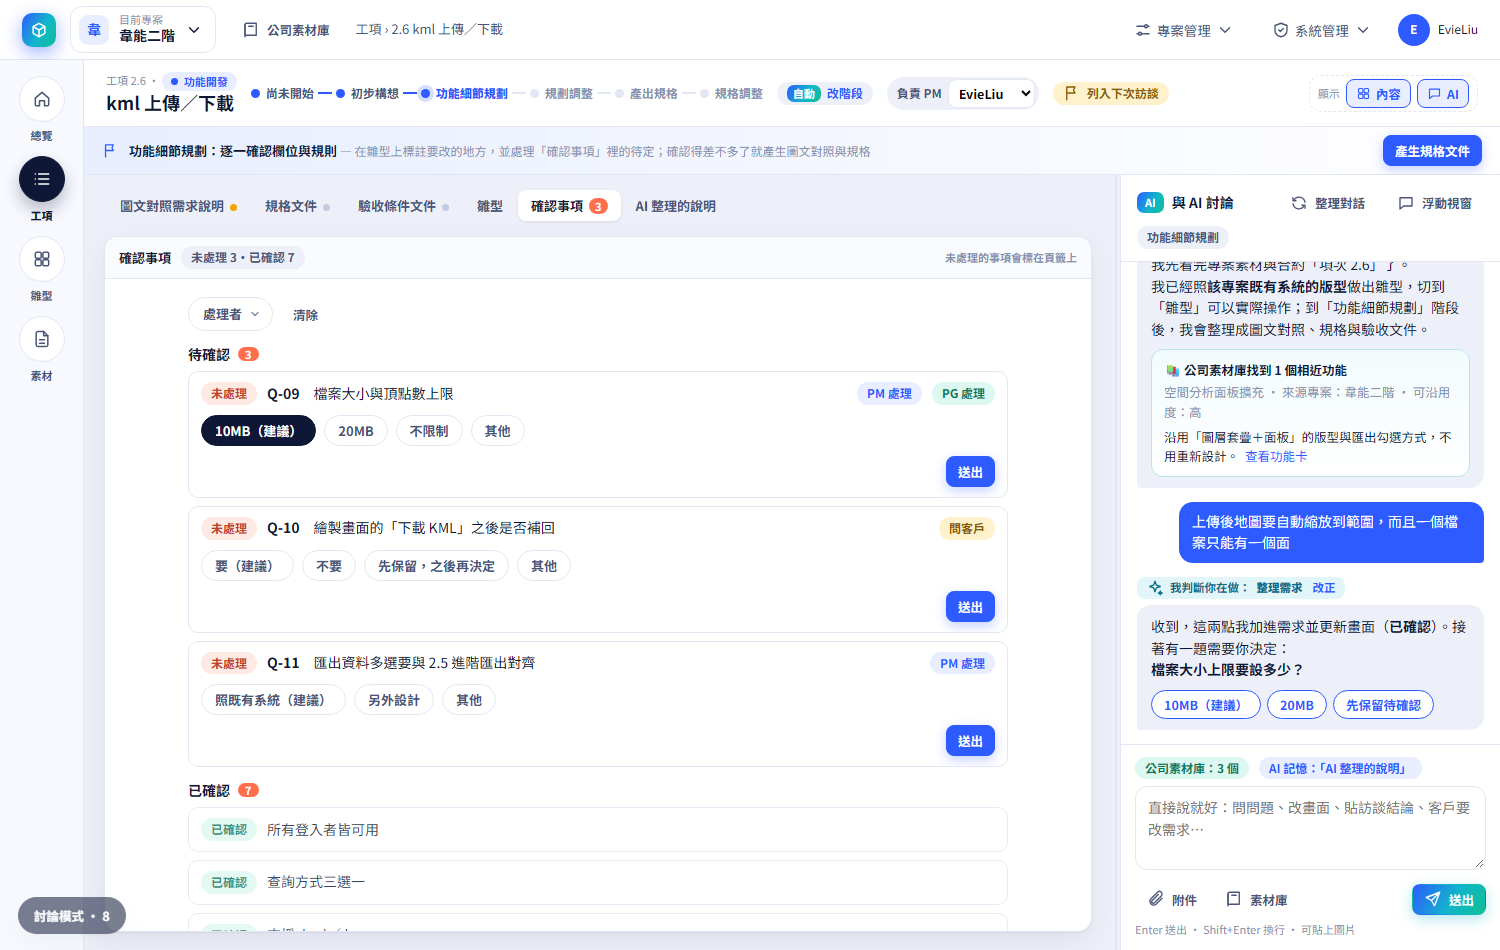 韋
目前專案
韋能二階
公司素材庫
工項 › 2.6 kml 上傳／下載
專案管理
系統管理
E
EvieLiu
總覽
工項
雛型
素材
工項 2.6 • 功能開發
kml 上傳／下載
尚未開始
初步構想
功能細節規劃
規劃調整
產出規格
規格調整
自動 改階段
負責 PM EvieLiu
列入下次訪談
顯示
內容
AI
功能細節規劃：逐一確認欄位與規則 — 在雛型上標註要改的地方，並處理「確認事項」裡的待定；確認得差不多了就產生圖文對照與規格
產生規格文件
圖文對照需求說明
規格文件
驗收條件文件
雛型
確認事項 3
AI 整理的說明
確認事項 未處理 3・已確認 7
未處理的事項會標在頁籤上
處理者
清除
待確認 3
未處理 Q-09 檔案大小與頂點數上限
PM 處理
PG 處理
10MB（建議）
20MB
不限制
其他
送出
未處理 Q-10 繪製畫面的「下載 KML」之後是否補回
問客戶
要（建議）
不要
先保留，之後再決定
其他
送出
未處理 Q-11 匯出資料多選要與 2.5 進階匯出對齊
PM 處理
照既有系統（建議）
另外設計
其他
送出
已確認 7
已確認 所有登入者皆可用
已確認 查詢方式三選一
討論模式 • 8
AI 與 AI 討論
整理對話
浮動視窗
功能細節規劃
我先看完專案素材與合約「項次 2.6」了。
我已經照該專案既有系統的版型做出雛型，切到
「雛型」可以實際操作；到「功能細節規劃」階段
後，我會整理成圖文對照、規格與驗收文件。
公司素材庫找到 1 個相近功能
空間分析面板擴充 • 來源專案：韋能二階 • 可沿用
度：高
沿用「圖層套疊＋面板」的版型與匯出勾選方式，不
用重新設計。 查看功能卡
上傳後地圖要自動縮放到範圍，而且一個檔
案只能有一個面
我判斷你在做： 整理需求 改正
收到，這兩點我加進需求並更新畫面（已確認）。接
著有一題需要你決定：
檔案大小上限要設多少？
10MB（建議）
20MB
先保留待確認
公司素材庫：3 個
AI 記憶：「AI 整理的說明」
直接說就好：問問題、改畫面、貼訪談結論、客戶要
改需求…
附件
素材庫
送出
Enter 送出 • Shift+Enter 換行 • 可貼上圖片